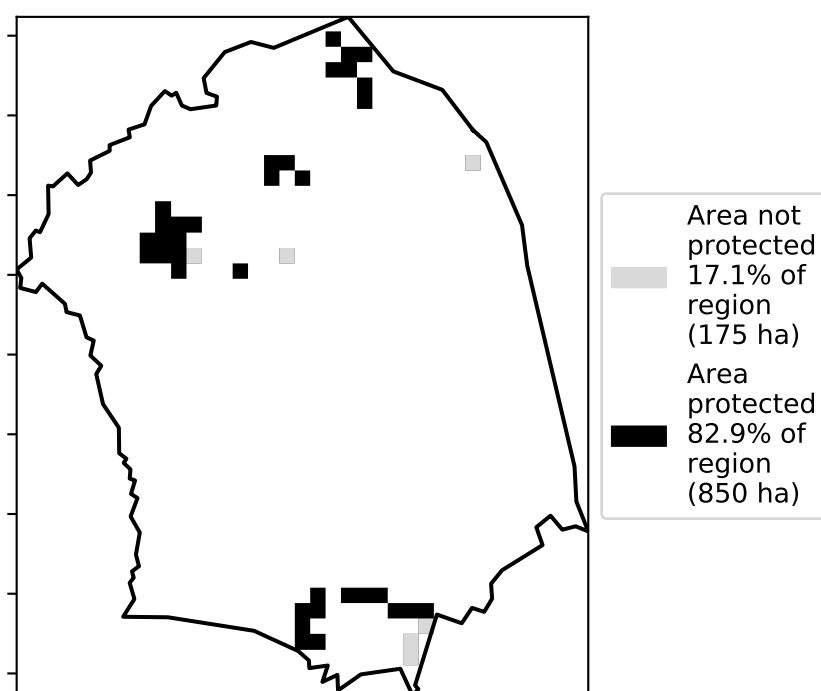 Area not
protected
17.1% of
region
(175 ha)
Area
protected
82.9% of
region
(850 ha)